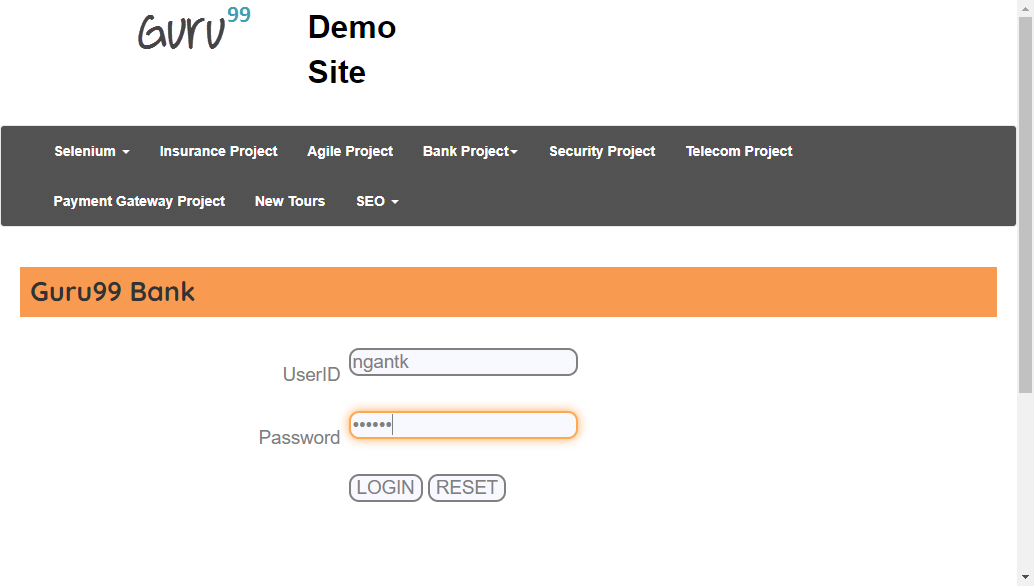 Guru99
Demo
Site
Selenium
Insurance Project
Agile Project
Bank Project
Security Project
Telecom Project
Payment Gateway Project
New Tours
SEO
Guru99 Bank
UserID
ngantk
Password
••••••
LOGIN
RESET